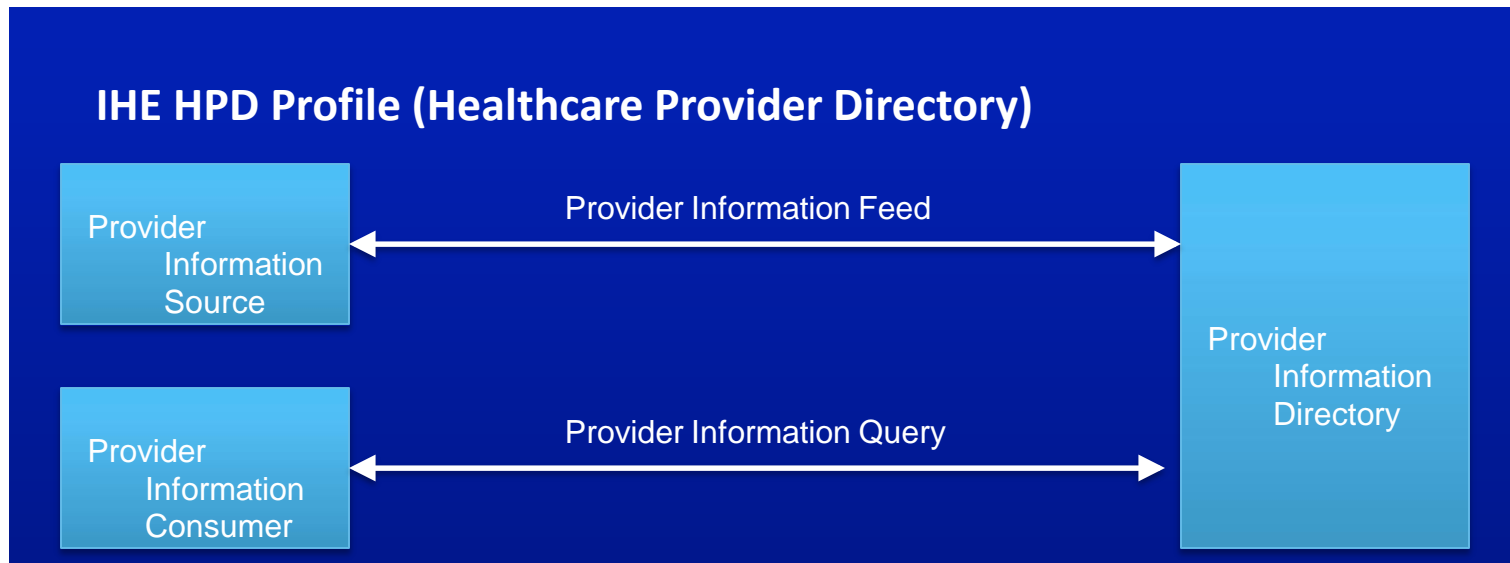 IHE HPD Profile (Healthcare Provider Directory)
Provider
Information
Source
Provider Information Feed
Provider
Information
Directory
Provider
Information
Consumer
Provider Information Query